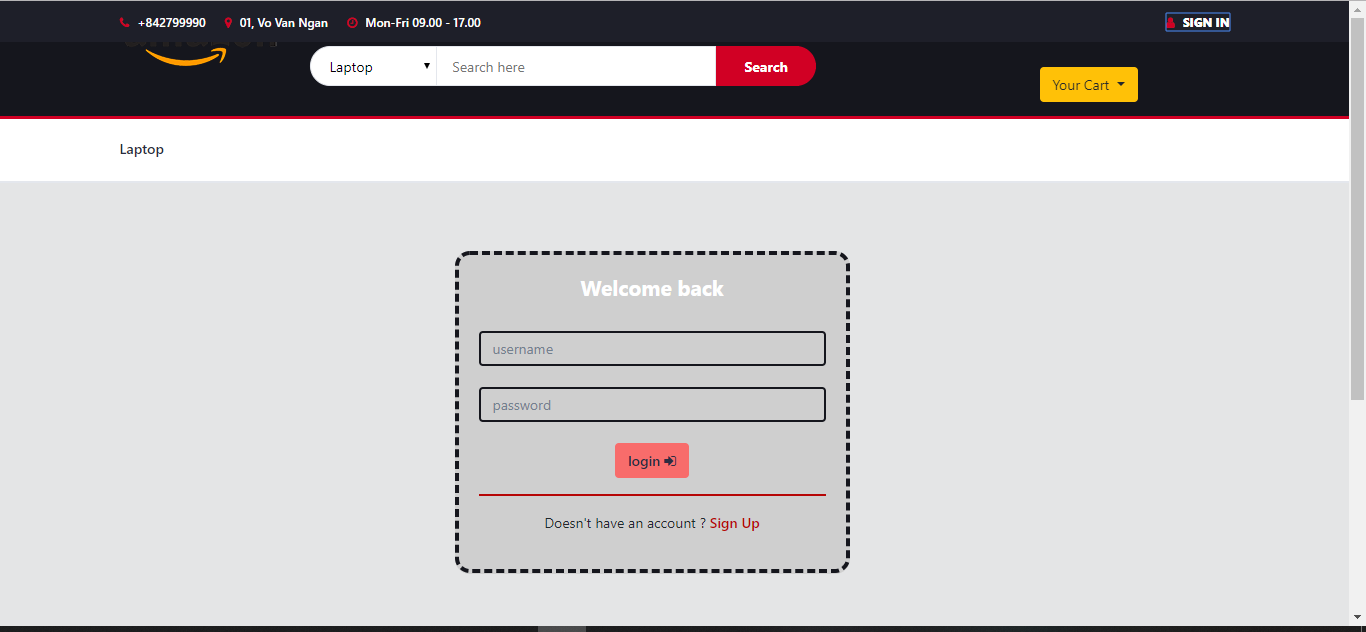 +842799990 01, Vo Van Ngan Mon-Fri 09.00 - 17.00 SIGN IN
Laptop Search here Search
Your Cart
Laptop
Welcome back
username
password
login
Doesn't have an account ? Sign Up